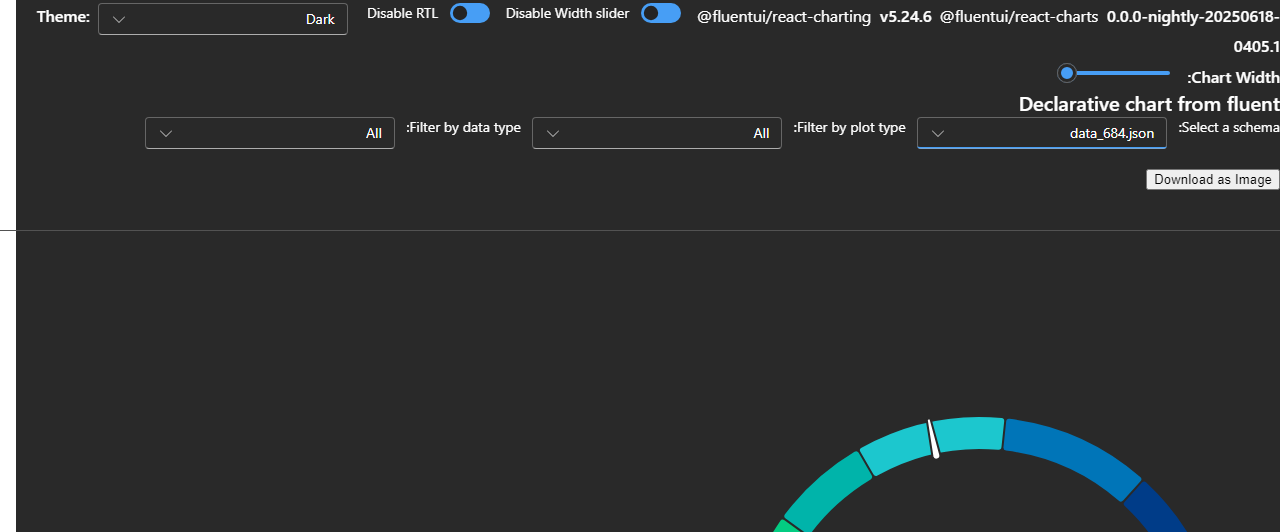 Theme: Dark Disable RTL Disable Width slider @fluentui/react-charting v5.24.6 @fluentui/react-charts 0.0.0-nightly-20250618-
0405.1
:Chart Width
Declarative chart from fluent
:Select a schema data_684.json :Filter by plot type All :Filter by data type All
Download as Image